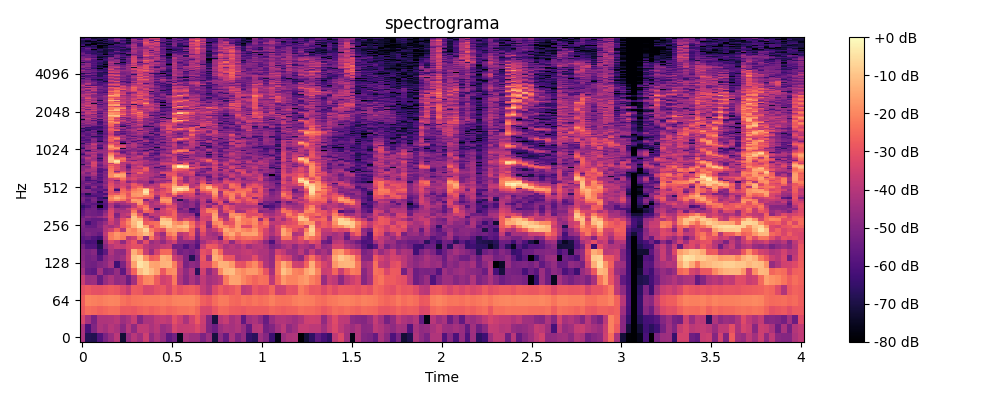 spectrograma
Hz
4096
2048
1024
512
256
128
64
0
0
0.5
1
1.5
2
2.5
3
3.5
4
Time
+0 dB
-10 dB
-20 dB
-30 dB
-40 dB
-50 dB
-60 dB
-70 dB
-80 dB